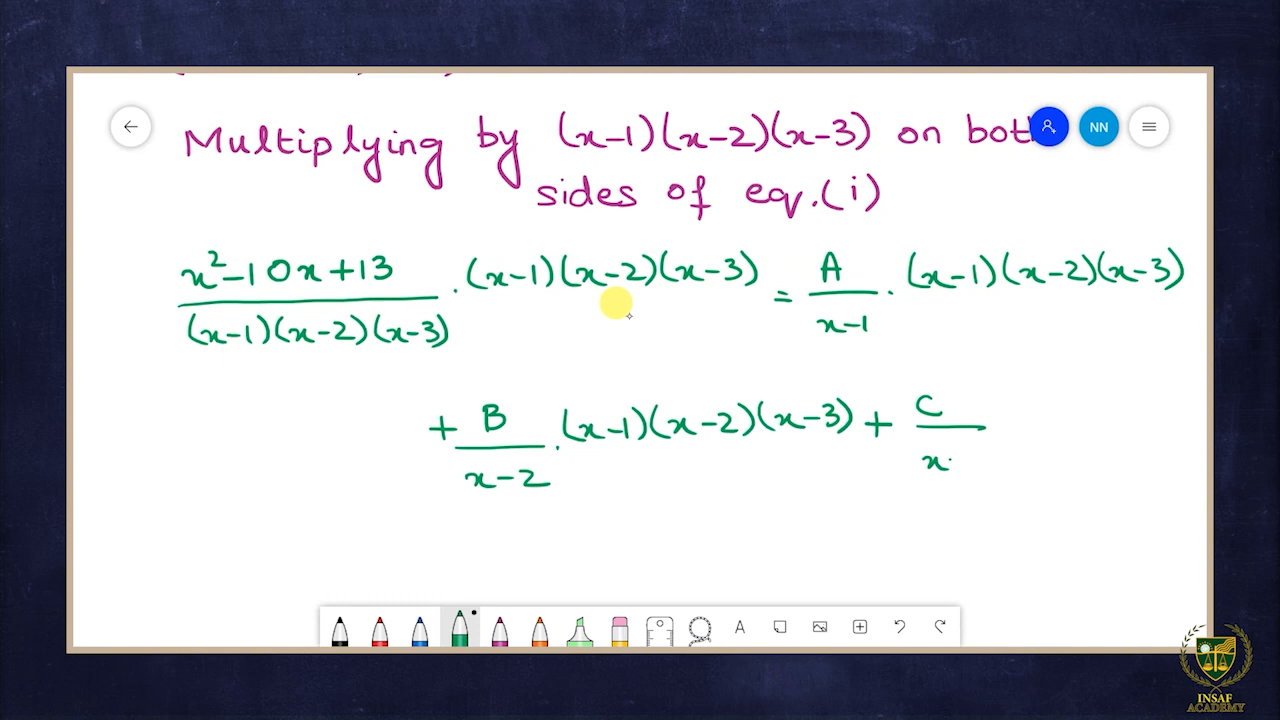 Multiplying by (x-1)(x-2)(x-3) on bot
NN
sides of eq.(i)
x²-10x+13 / (x-1)(x-2)(x-3) . (x-1)(x-2)(x-3) = A / x-1 . (x-1)(x-2)(x-3)
+ B / x-2 . (x-1)(x-2)(x-3) + C / x
A
INSAF
ACADEMY